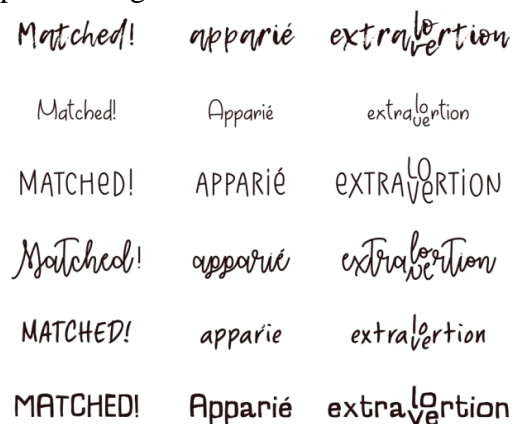 Matched! apparié extralovertion
Matched! Apparié extralovertion
MATCHeD! APPARié eXTRALOVeRTiON
Matched! apparié extralovertion
MATCHED! apparie extralovertion
MATCHED! Apparié extralovertion